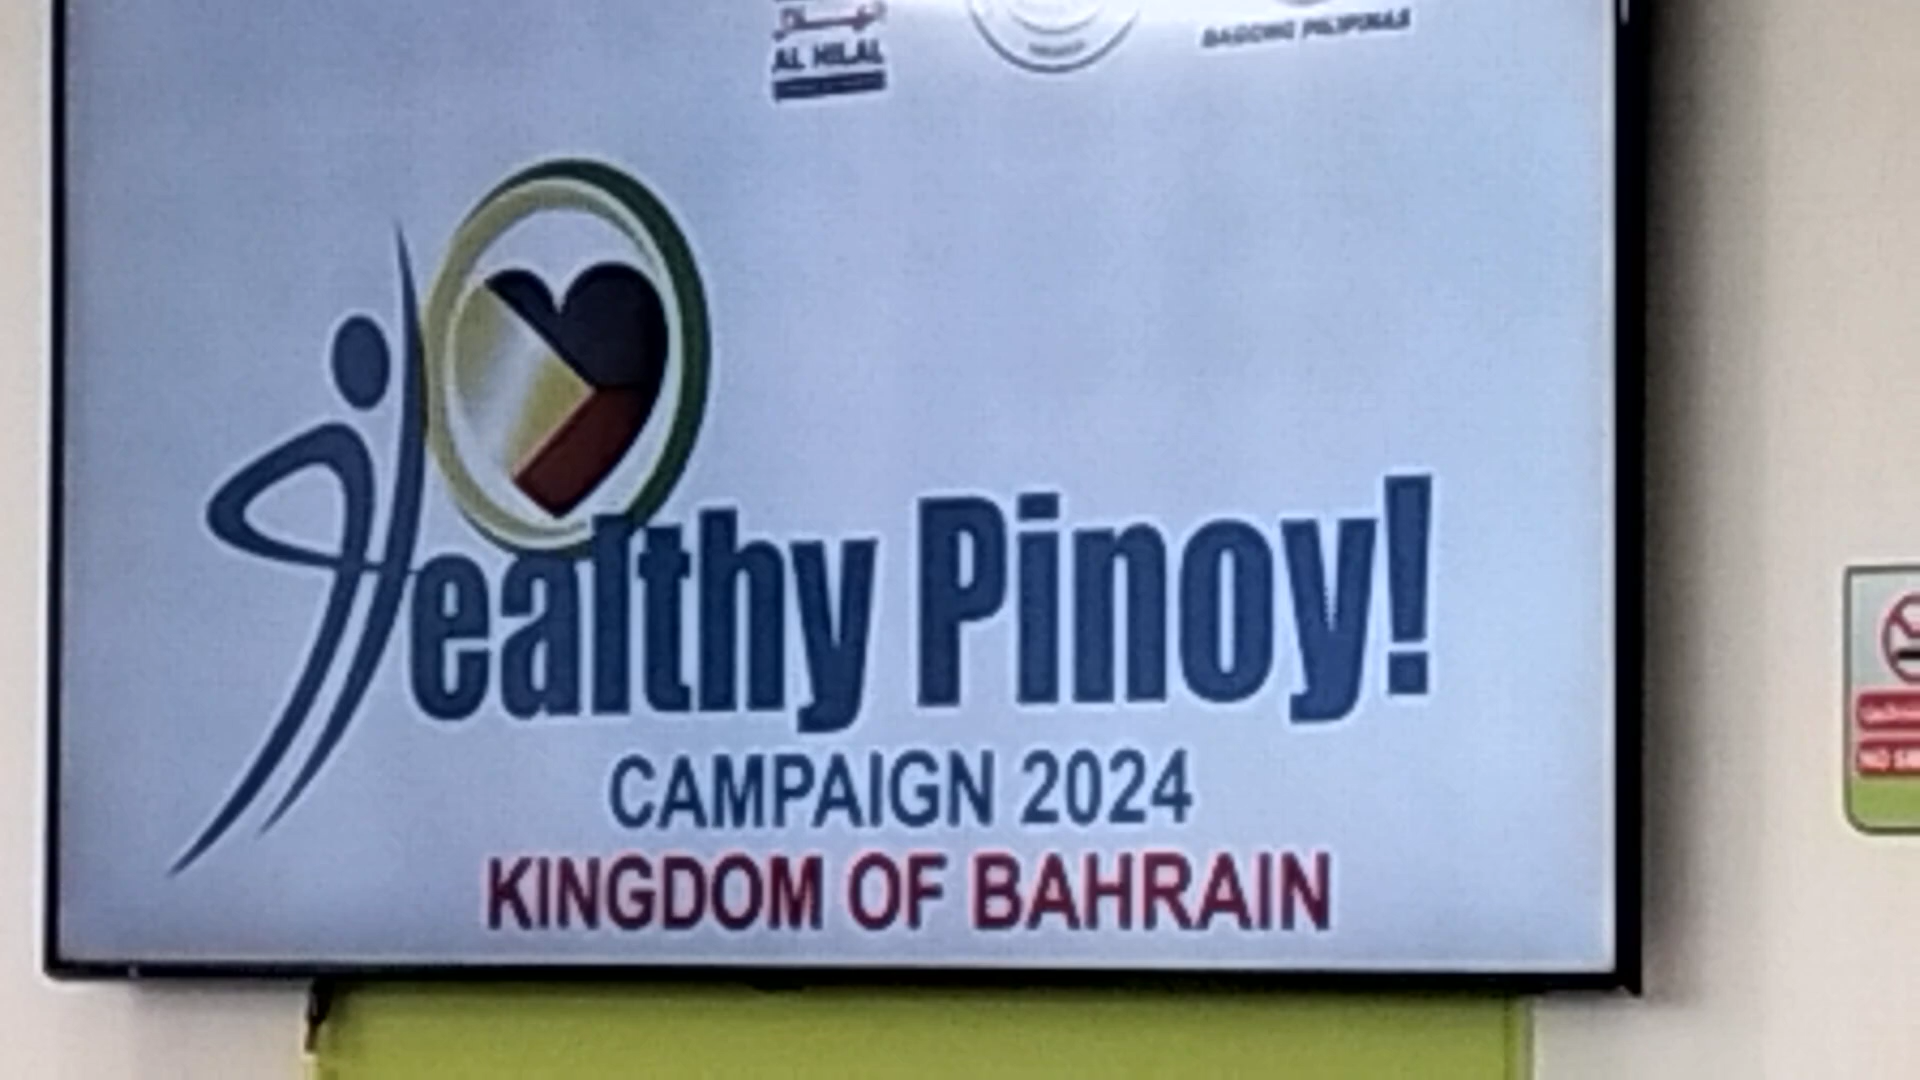 AL HILAL
BAGONG PILIPINAS
Healthy Pinoy!
CAMPAIGN 2024
KINGDOM OF BAHRAIN